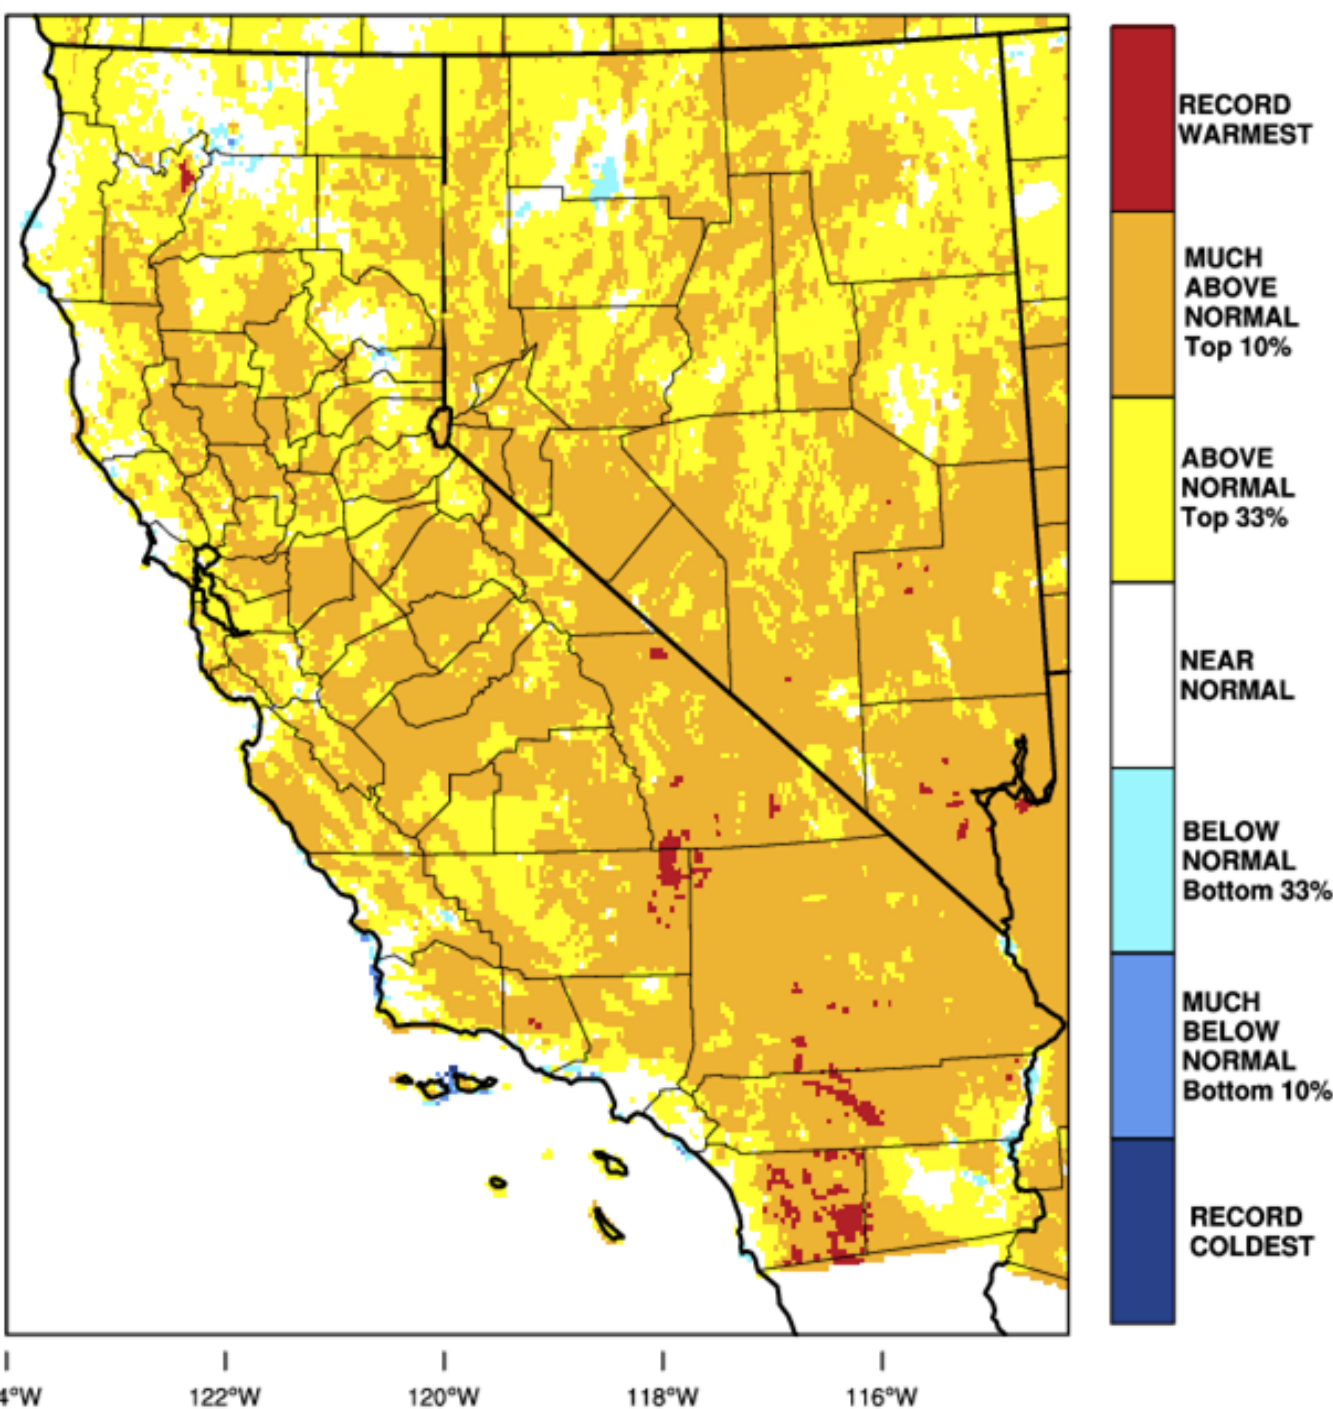 RECORD
WARMEST
MUCH
ABOVE
NORMAL
Top 10%
ABOVE
NORMAL
Top 33%
NEAR
NORMAL
BELOW
NORMAL
Bottom 33%
MUCH
BELOW
NORMAL
Bottom 10%
RECORD
COLDEST
4°W 122°W 120°W 118°W 116°W